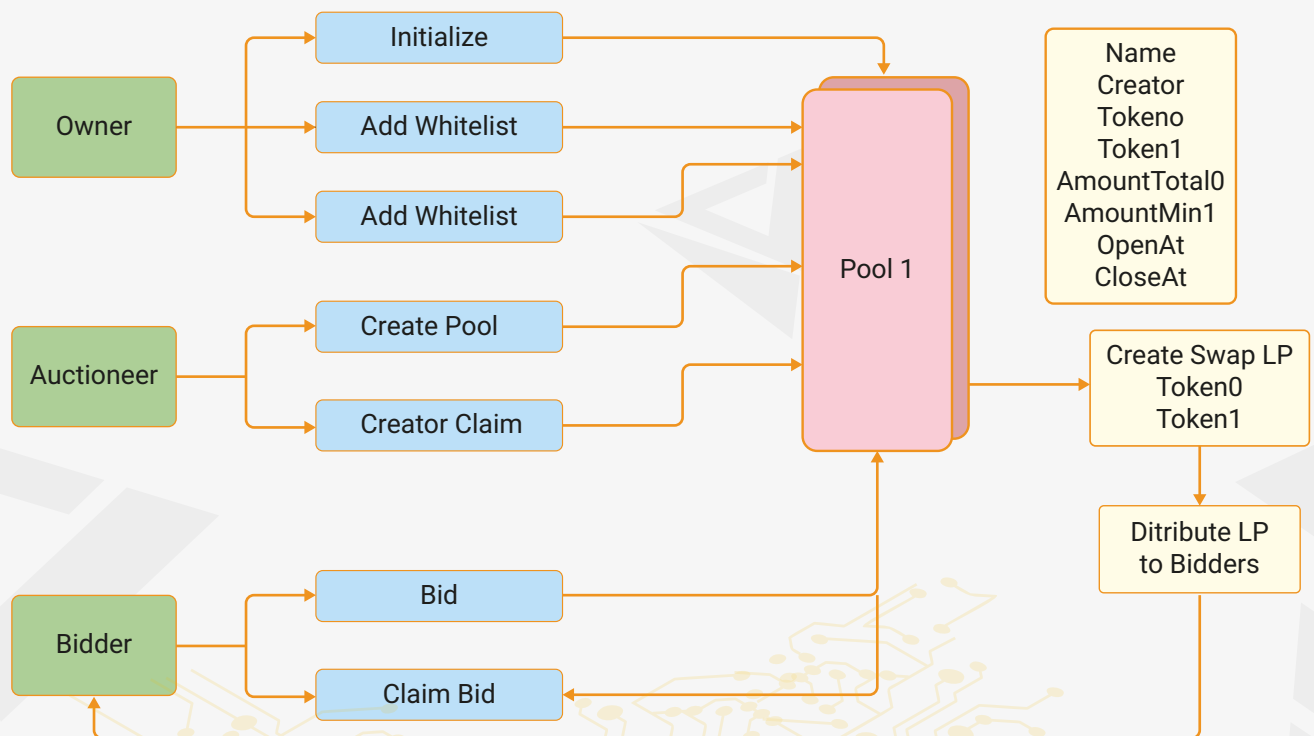 Owner
Initialize
Add Whitelist
Add Whitelist
Auctioneer
Create Pool
Creator Claim
Bidder
Bid
Claim Bid
Pool 1
Name
Creator
Tokeno
Token1
AmountTotal0
AmountMin1
OpenAt
CloseAt
Create Swap LP
Token0
Token1
Ditribute LP
to Bidders